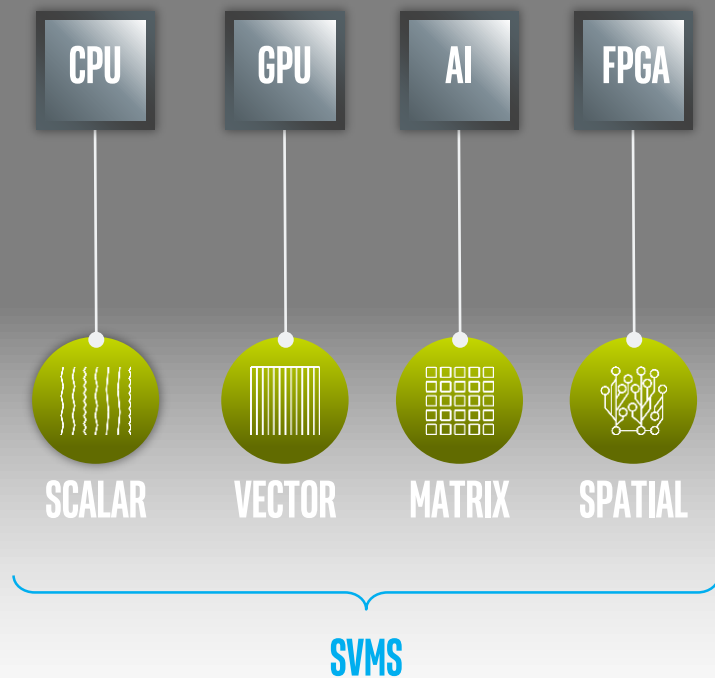 CPU GPU AI FPGA
SCALAR VECTOR MATRIX SPATIAL
SVMS